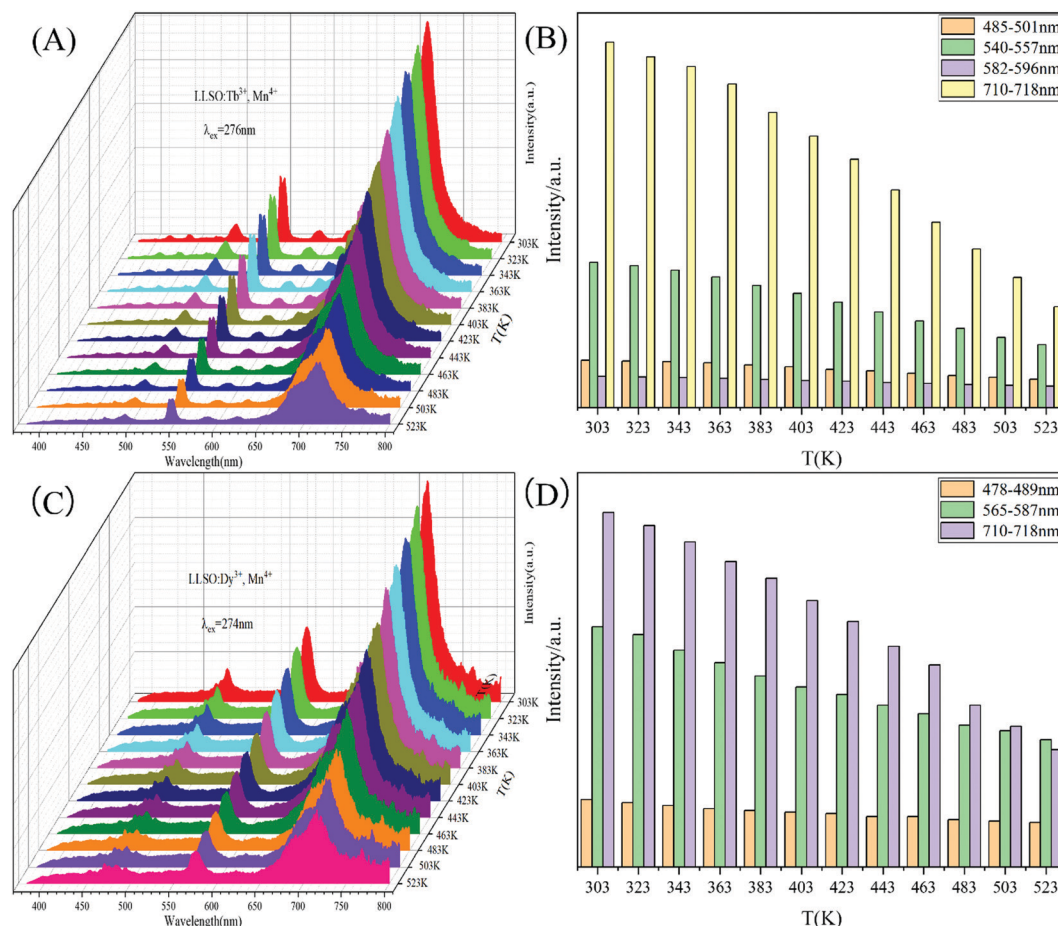 (A)
LLSO:Tb³⁺, Mn⁴⁺
λex=276nm
Intensity(a.u.)
303K
323K
343K
363K
383K
403K
423K
443K
463K
483K
503K
523K
T(K)
400 450 500 550 600 650 700 750 800
Wavelength(nm)
(B)
485-501nm
540-557nm
582-596nm
710-718nm
Intensity/a.u.
303 323 343 363 383 403 423 443 463 483 503 523
T(K)
(C)
LLSO:Dy³⁺, Mn⁴⁺
λex=274nm
Intensity(a.u.)
T(K)
303K
323K
343K
363K
383K
403K
423K
443K
463K
483K
503K
523K
T(K)
400 450 500 550 600 650 700 750 800
Wavelength(nm)
(D)
478-489nm
565-587nm
710-718nm
Intensity/a.u.
303 323 343 363 383 403 423 443 463 483 503 523
T(K)